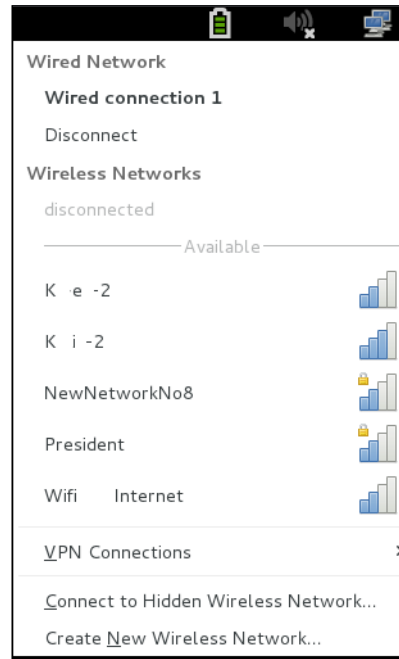 Wired Network
Wired connection 1
Disconnect
Wireless Networks
disconnected
Available
K e -2
K i -2
NewNetworkNo8
President
Wifi Internet
VPN Connections
Connect to Hidden Wireless Network...
Create New Wireless Network...